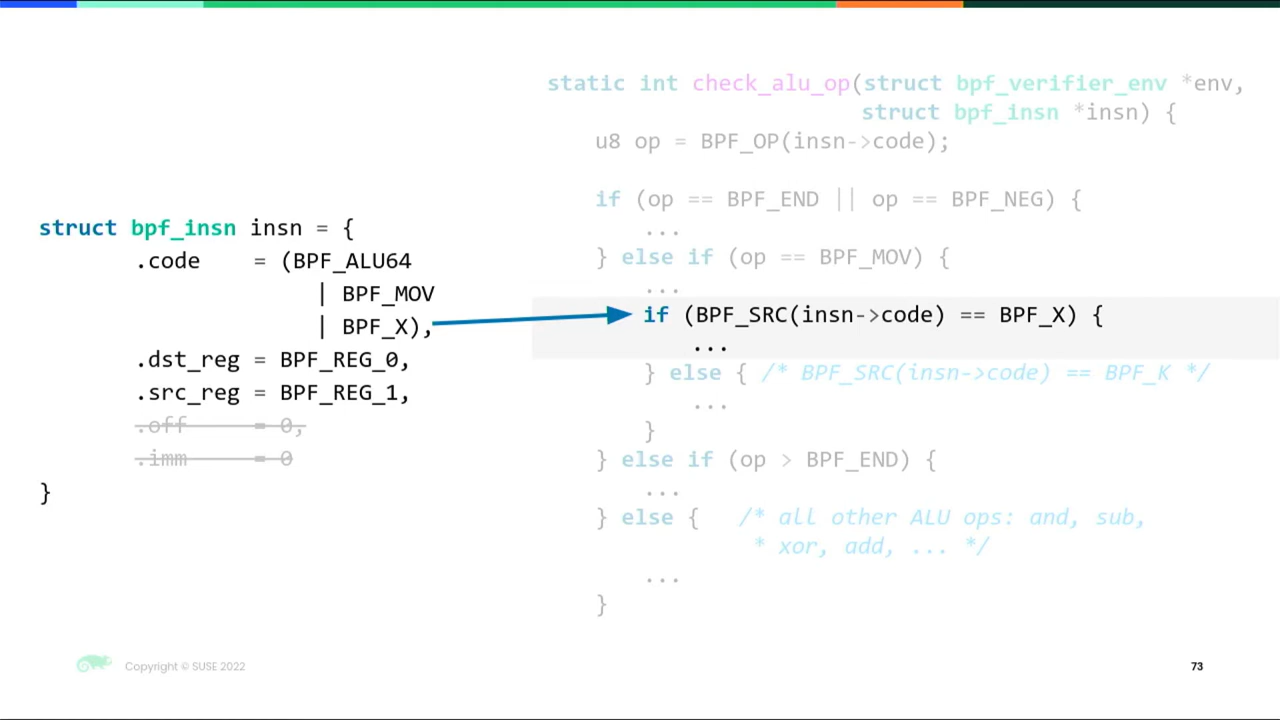 struct bpf_insn insn = {
.code = (BPF_ALU64
| BPF_MOV
| BPF_X),
.dst_reg = BPF_REG_0,
.src_reg = BPF_REG_1,
.off = 0,
.imm = 0
}
static int check_alu_op(struct bpf_verifier_env *env,
struct bpf_insn *insn) {
u8 op = BPF_OP(insn->code);
if (op == BPF_END || op == BPF_NEG) {
...
} else if (op == BPF_MOV) {
...
if (BPF_SRC(insn->code) == BPF_X) {
...
} else { /* BPF_SRC(insn->code) == BPF_K */
...
}
} else if (op > BPF_END) {
...
} else { /* all other ALU ops: and, sub,
* xor, add, ... */
...
}
Copyright © SUSE 2022
73